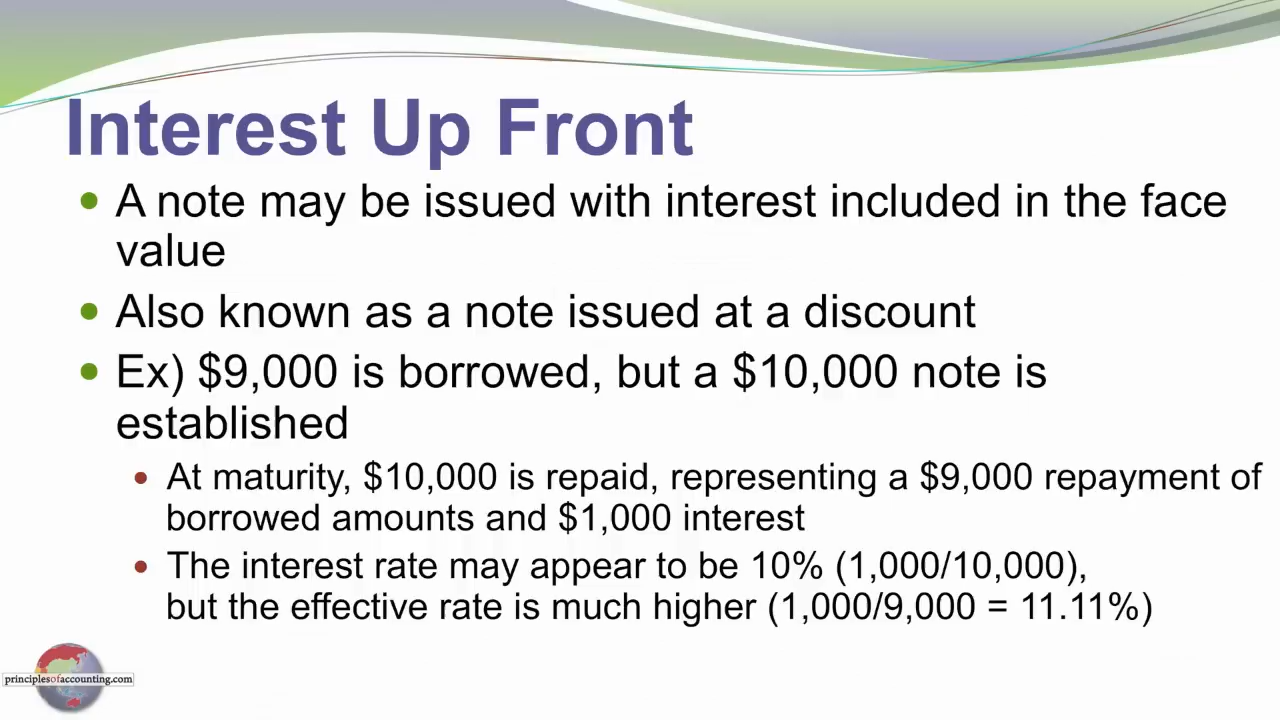 Interest Up Front
• A note may be issued with interest included in the face
value
• Also known as a note issued at a discount
• Ex) $9,000 is borrowed, but a $10,000 note is
established
• At maturity, $10,000 is repaid, representing a $9,000 repayment of
borrowed amounts and $1,000 interest
• The interest rate may appear to be 10% (1,000/10,000),
but the effective rate is much higher (1,000/9,000 = 11.11%)
principlesofaccounting.com